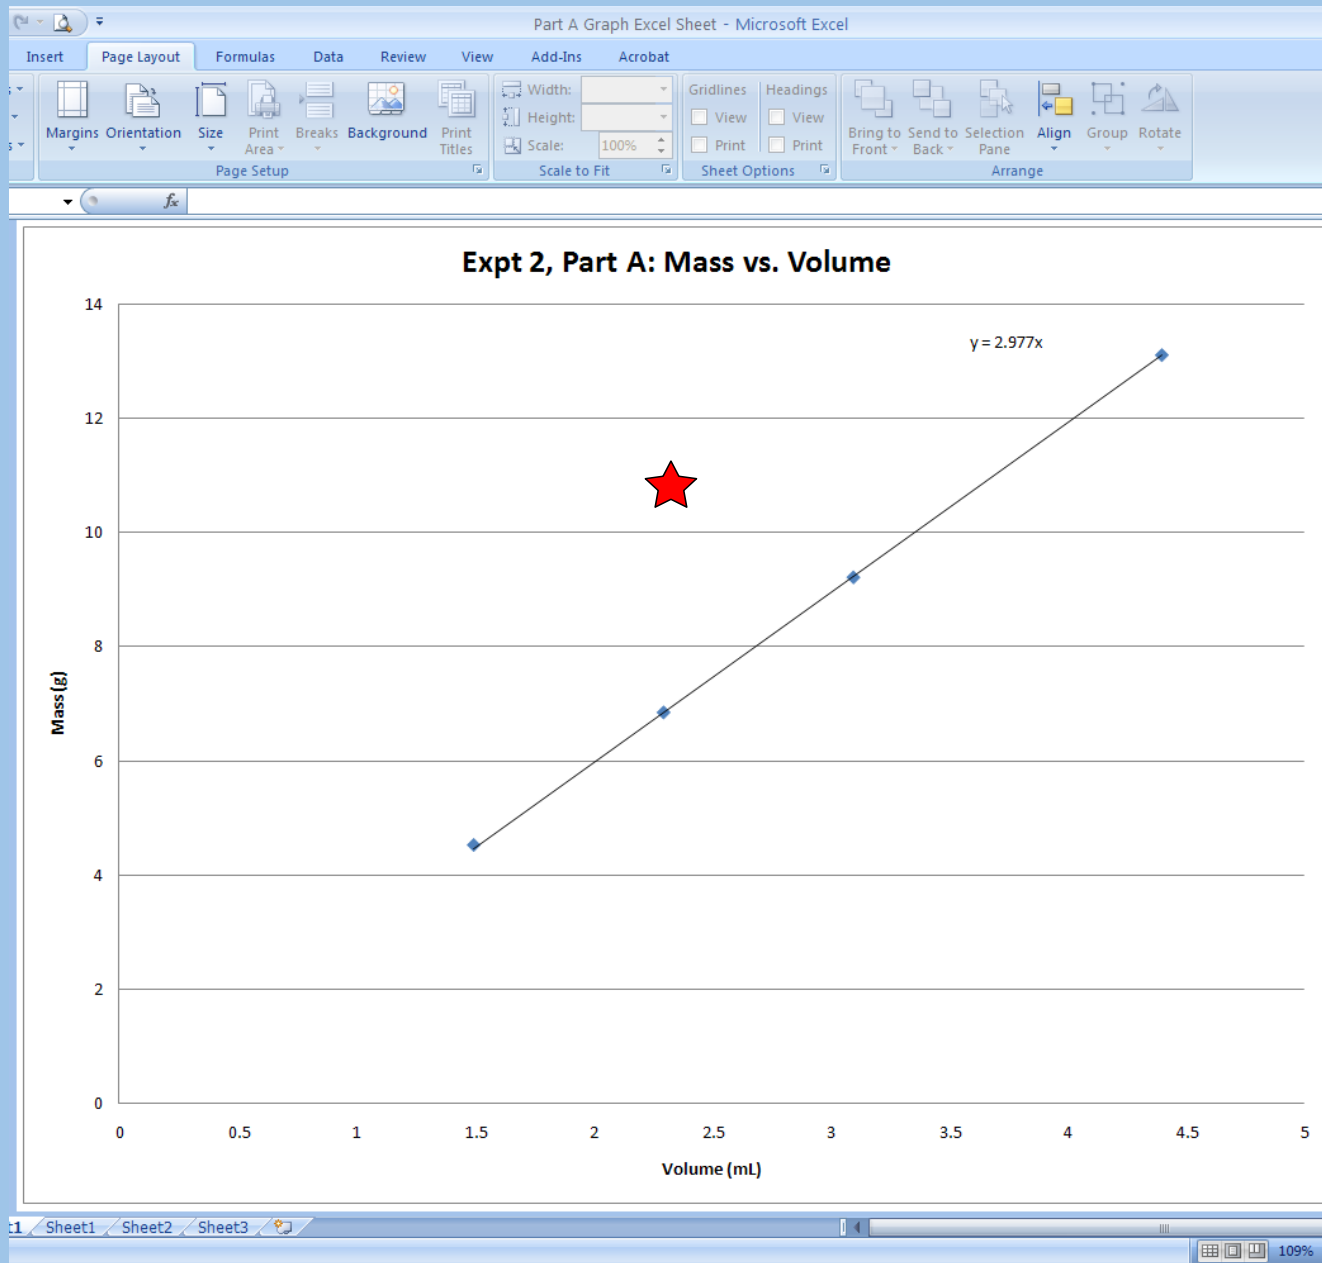 Part A Graph Excel Sheet - Microsoft Excel
Insert Page Layout Formulas Data Review View Add-Ins Acrobat
Margins Orientation Size Print Area Breaks Background Print Titles
Page Setup
Width:
Height:
Scale: 100%
Scale to Fit
Gridlines Headings
View View
Print Print
Sheet Options
Bring to Front Send to Back Selection Pane Align Group Rotate
Arrange
fx
Expt 2, Part A: Mass vs. Volume
y = 2.977x
14
12
10
8
6
4
2
0
Mass (g)
0 0.5 1 1.5 2 2.5 3 3.5 4 4.5 5
Volume (mL)
Sheet1 Sheet2 Sheet3
109%